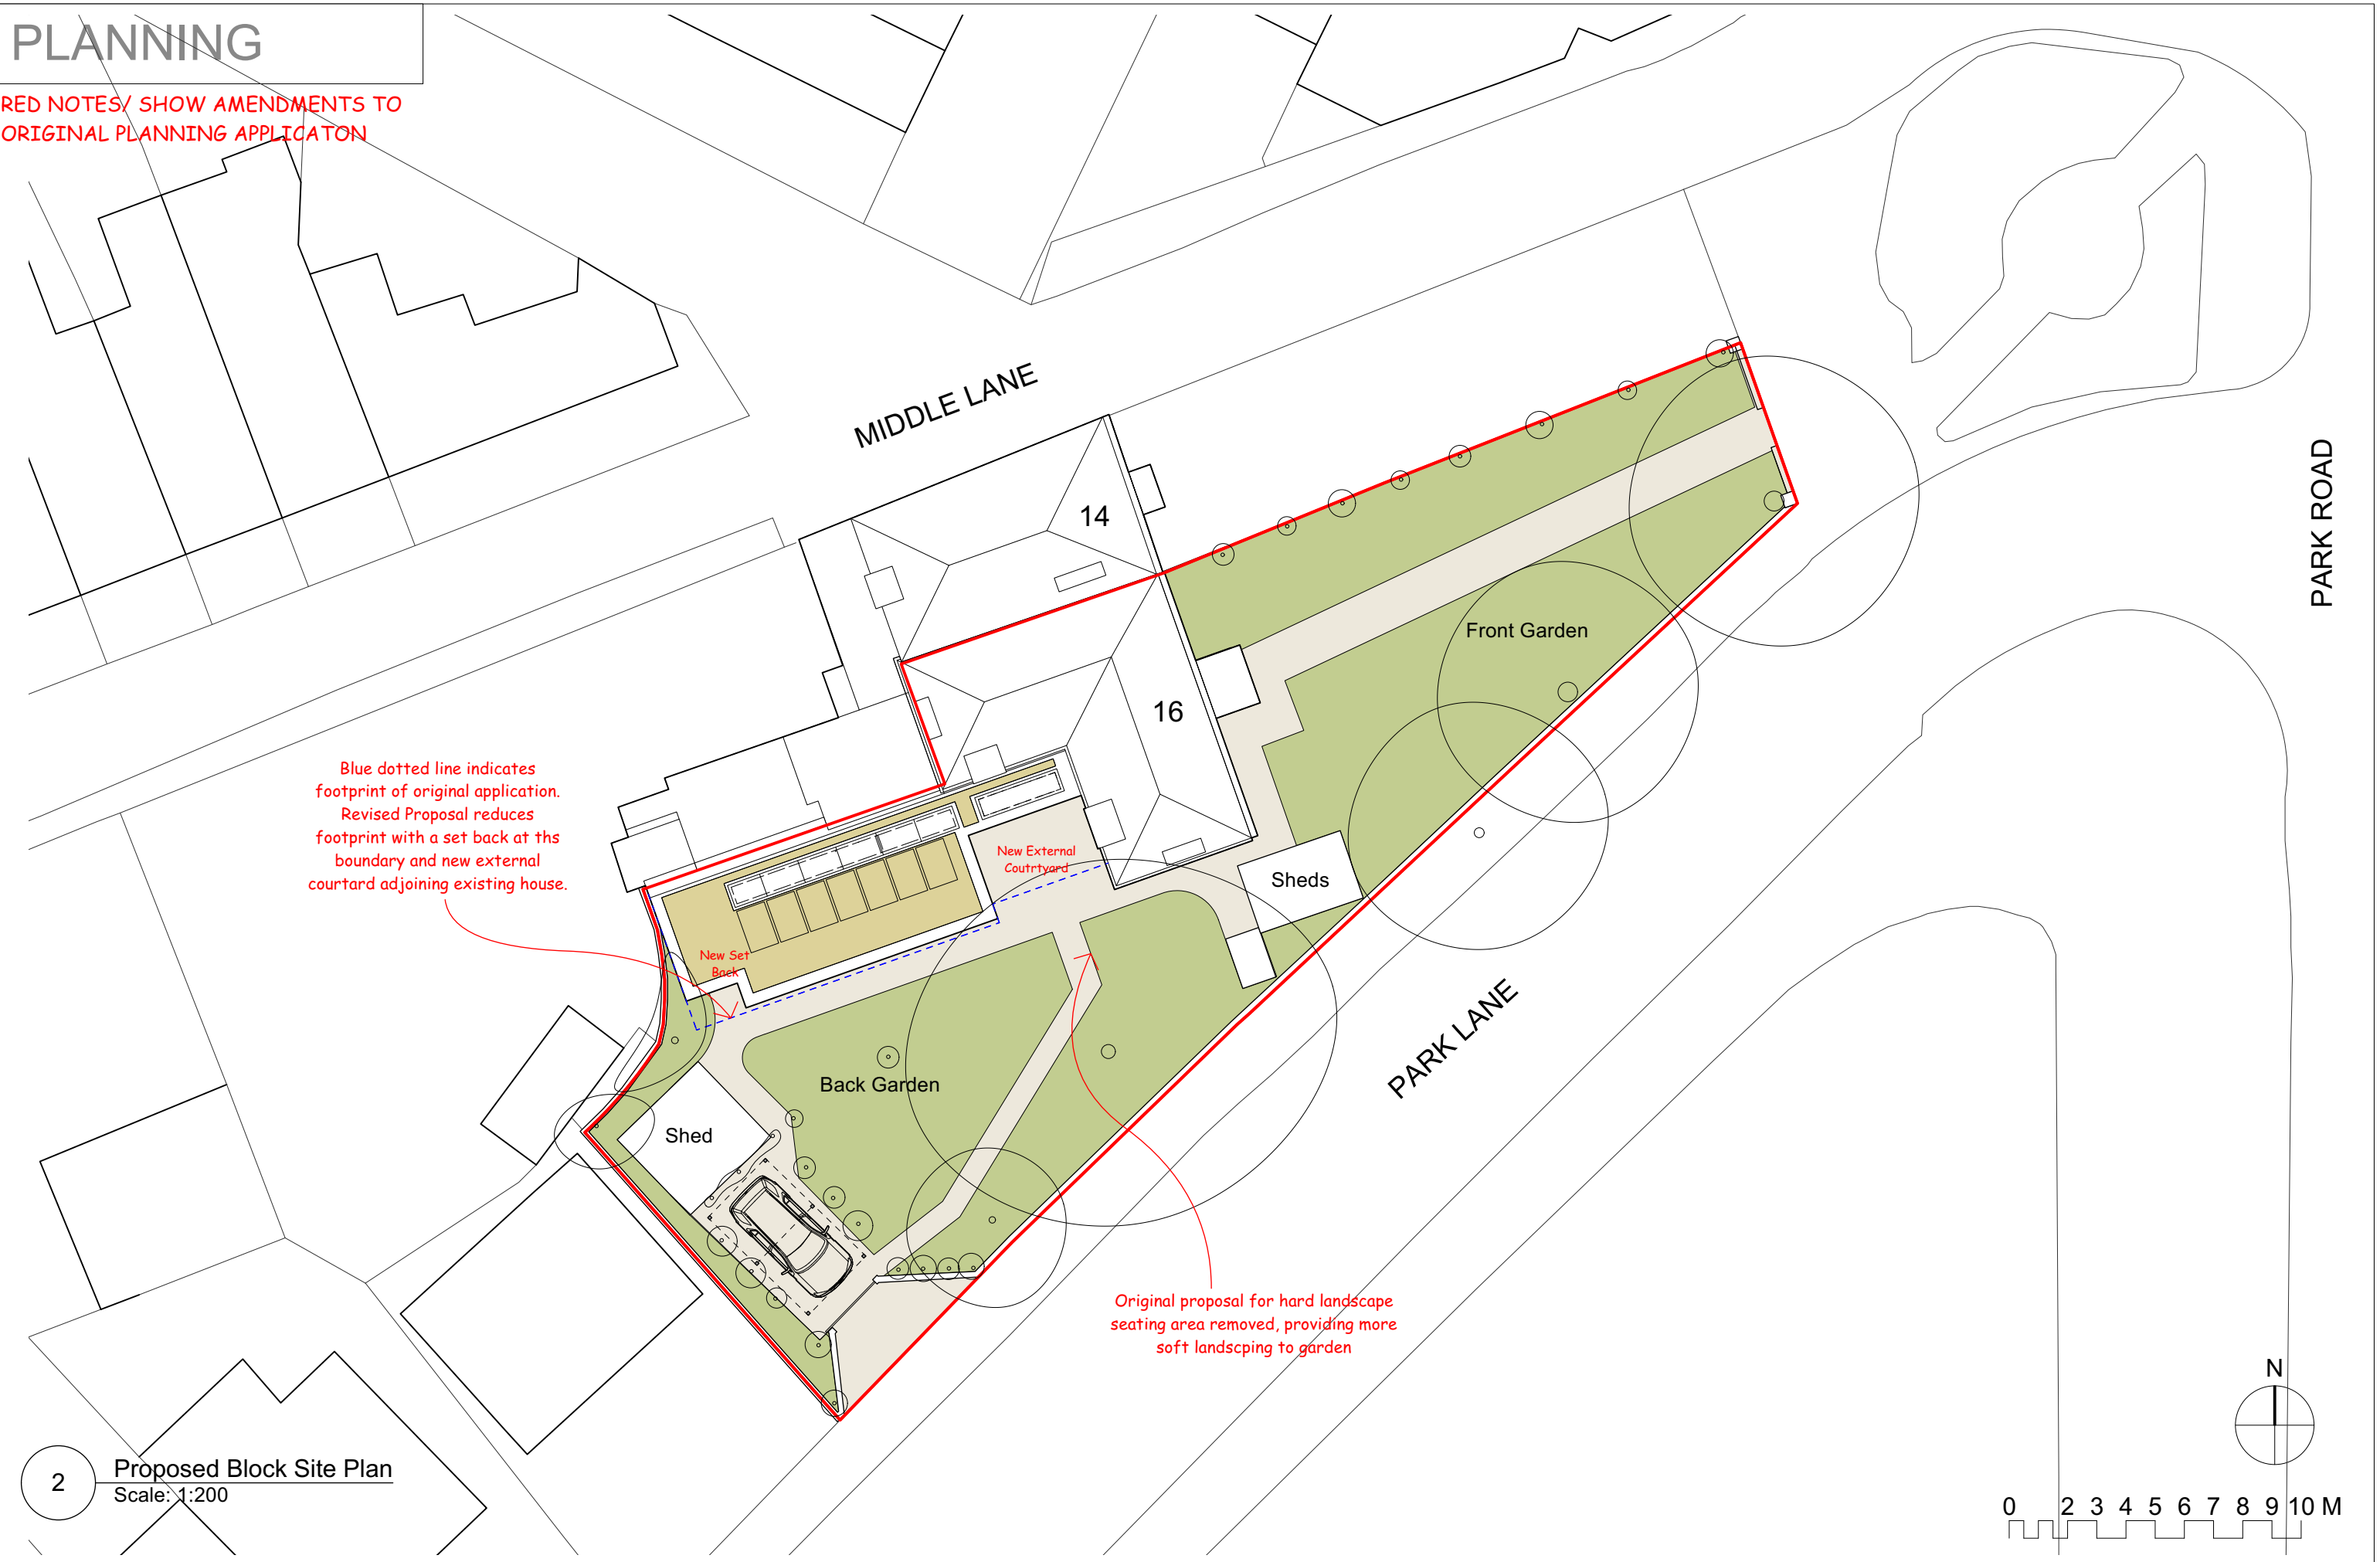 PLANNING
RED NOTES/ SHOW AMENDMENTS TO
ORIGINAL PLANNING APPLICATON
MIDDLE LANE
14
PARK ROAD
Front Garden
16
Blue dotted line indicates
footprint of original application.
Revised Proposal reduces
footprint with a set back at ths
boundary and new external
courtard adjoining existing house.
New External
Coutrtyard
Sheds
New Set
Back
PARK LANE
Back Garden
Shed
Original proposal for hard landscape
seating area removed, providing more
soft landscping to garden
N
2
Proposed Block Site Plan
Scale: 1:200
0 2 3 4 5 6 7 8 9 10 M